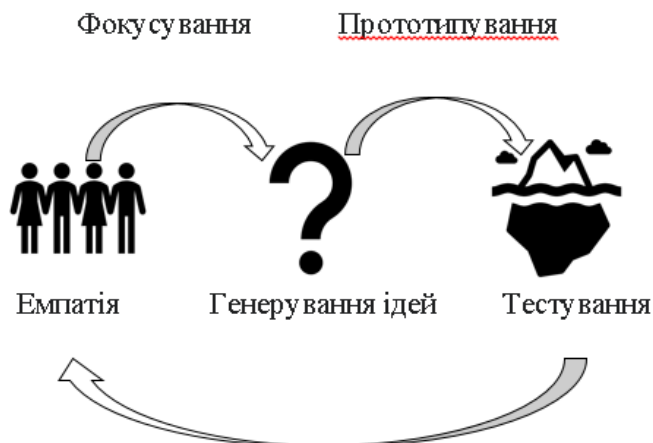 Фокусування Прототипування
Емпатія Генерування ідей Тестування